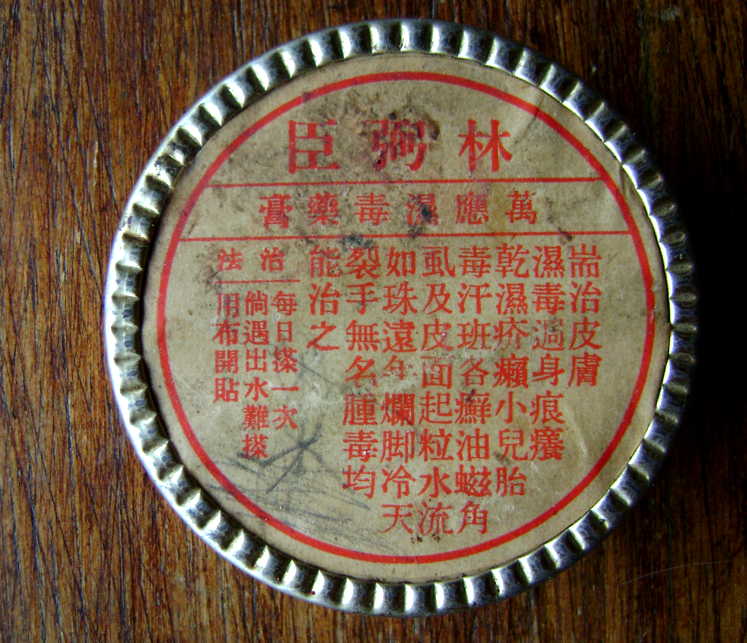 林臣
萬應濕毒藥膏
耑治皮膚
濕毒過身痕癢
乾濕疥癩小兒胎
毒汗班各癬油螆角
虱及皮面起粒水流
如珠遠年爛脚冷天
裂手無名腫毒均
能治之
治法
每日搽一次
倘遇出水難搽
用布開貼